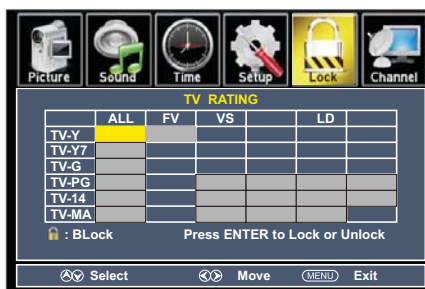 Picture Sound Time Setup Lock Channel
TV RATING
ALL FV VS LD
TV-Y
TV-Y7
TV-G
TV-PG
TV-14
TV-MA
: BLock Press ENTER to Lock or Unlock
Select Move MENU Exit